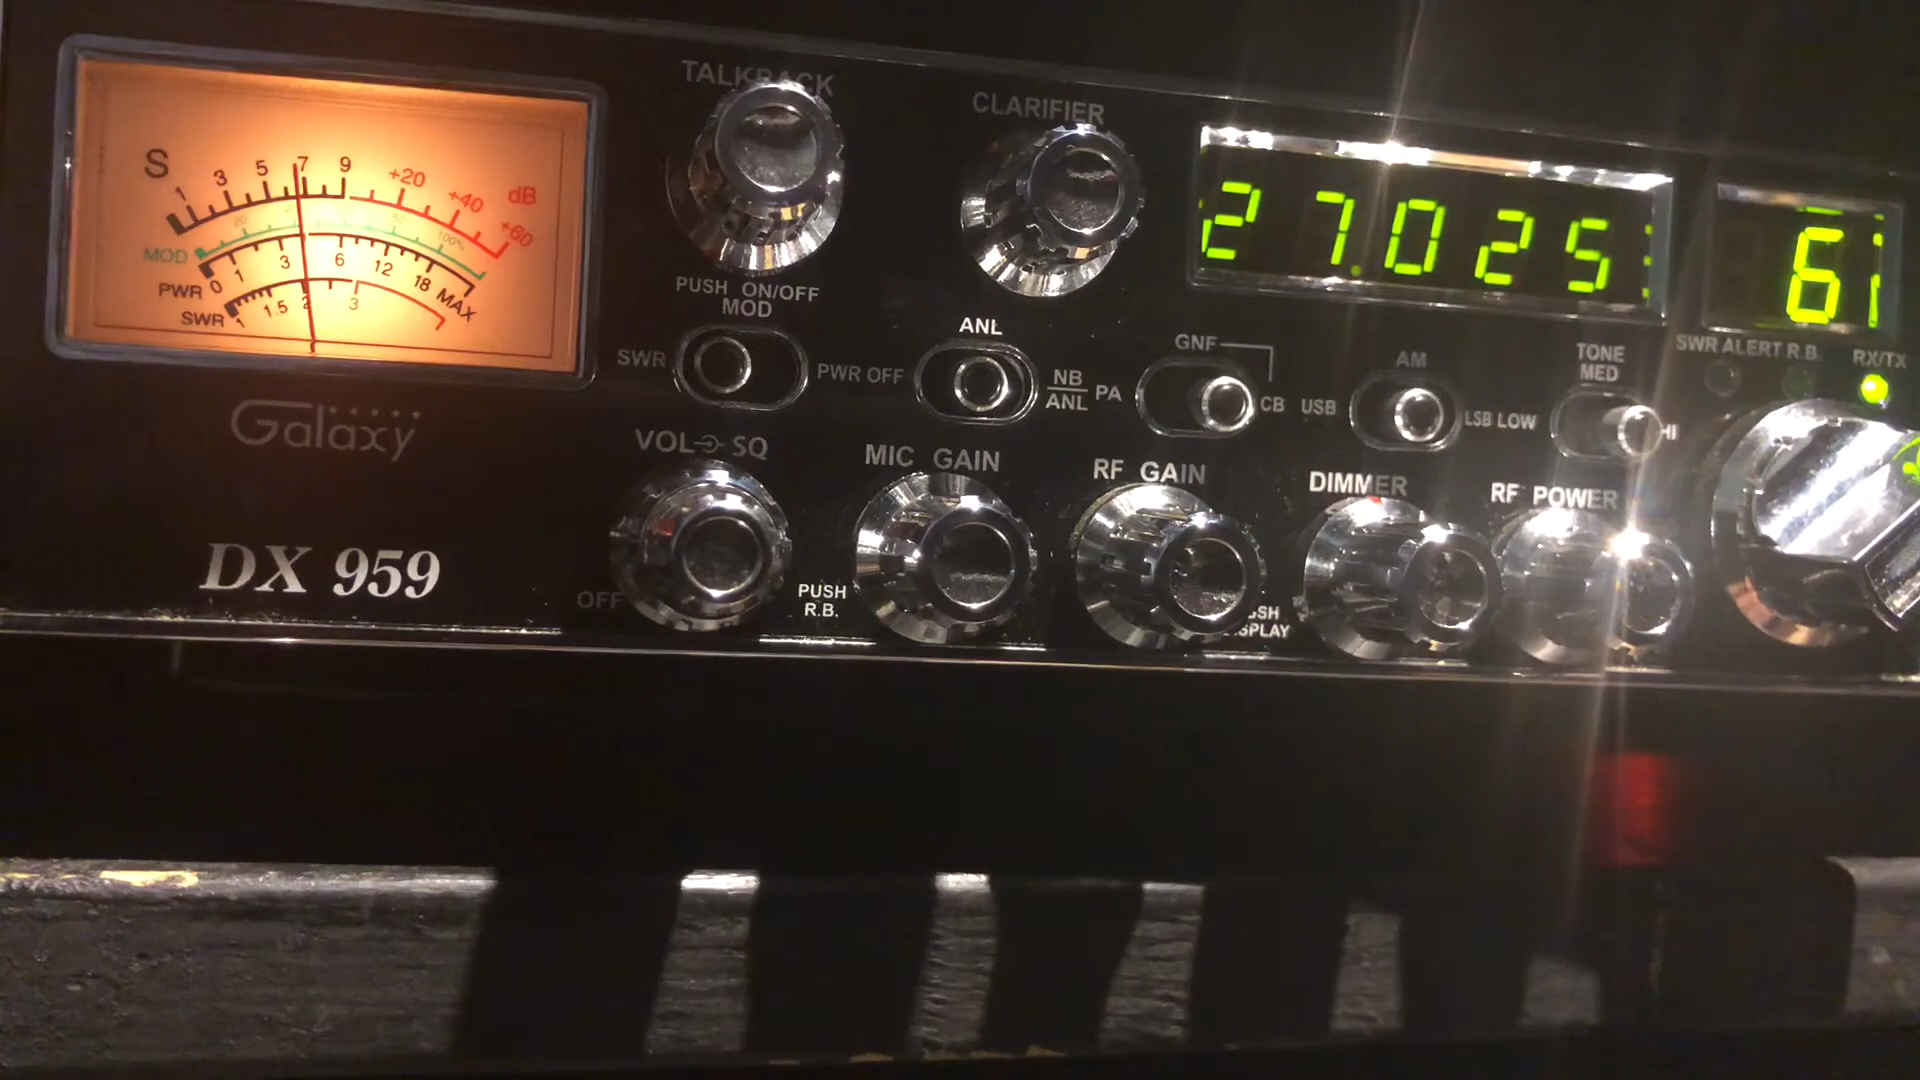 TALKBACK
CLARIFIER
S 1 3 5 7 9 +20 +40 +60 dB
MOD 100%
PWR 0 1 3 6 12 18 MAX
SWR 1 1.5 2 3
27.025
6
PUSH ON/OFF
MOD
SWR PWR
OFF ANL NB
ANL
PA GNF CB
USB AM LSB
LOW TONE
MED HI
SWR ALERT R.B. RX/TX
Galaxy
DX 959
VOL SQ
OFF
MIC GAIN
PUSH
R.B.
RF GAIN
DIMMER
RF POWER